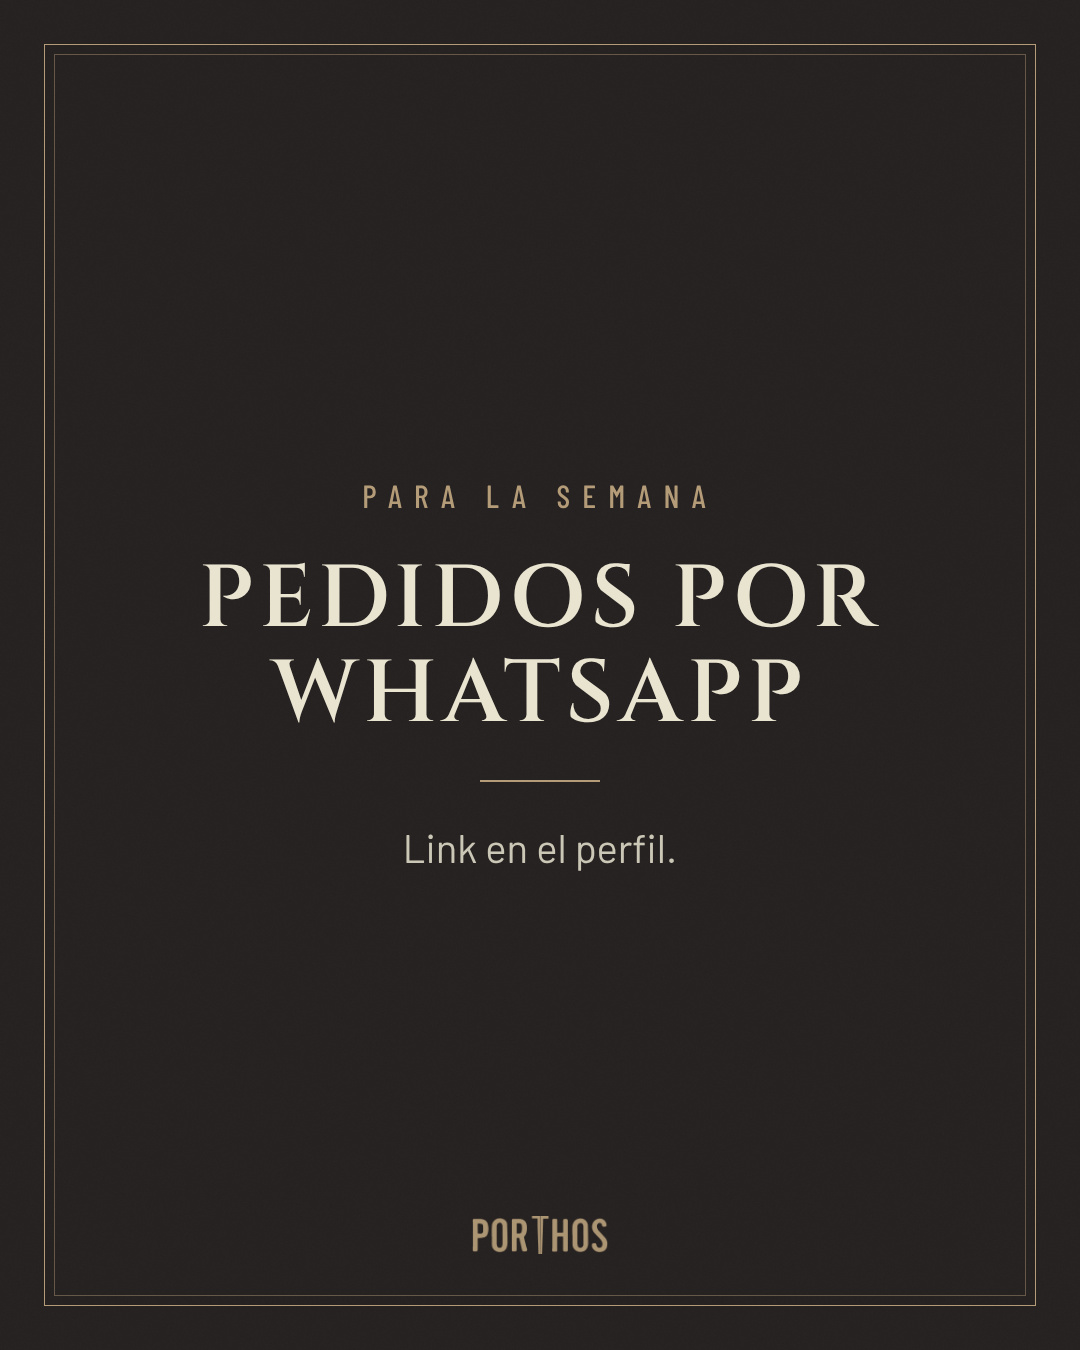 PARA LA SEMANA
PEDIDOS POR
WHATSAPP
Link en el perfil.
PORTHOS